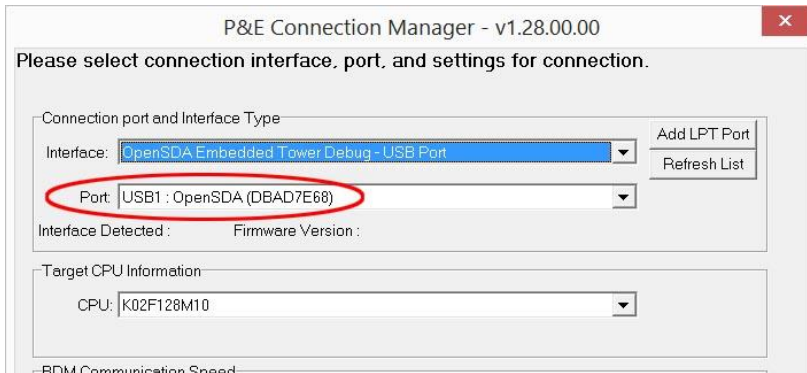 P&E Connection Manager - v1.28.00.00
x
Please select connection interface, port, and settings for connection.
Connection port and Interface Type
Add LPT Port
Interface: OpenSDA Embedded Tower Debug - USB Port
Refresh List
Port: USB1 : OpenSDA (DBAD7E68)
Interface Detected : Firmware Version :
Target CPU Information
CPU: K02F128M10
BDM Communication Speed